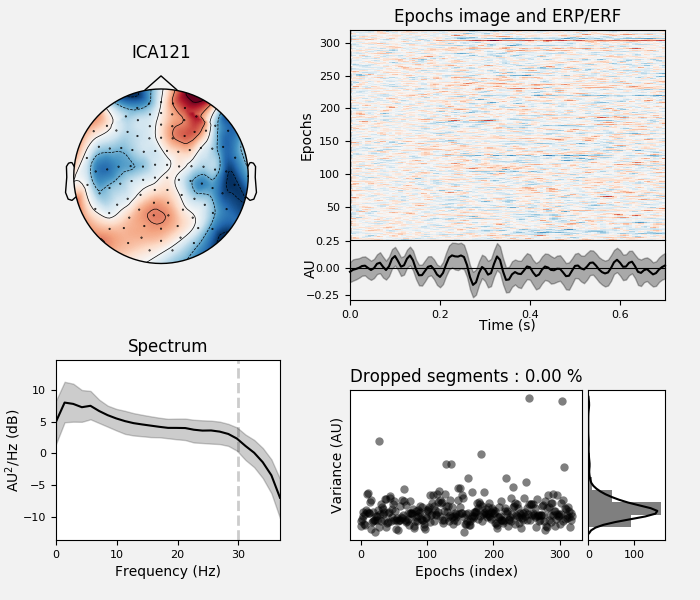 ICA121
Epochs image and ERP/ERF
Epochs
300
250
200
150
100
50
AU
0.25
0.00
−0.25
0.0
0.2
0.4
0.6
Time (s)
Spectrum
AU²/Hz (dB)
10
5
0
−5
−10
0
10
20
30
Frequency (Hz)
Dropped segments : 0.00 %
Variance (AU)
0
100
200
300
Epochs (index)
0
100